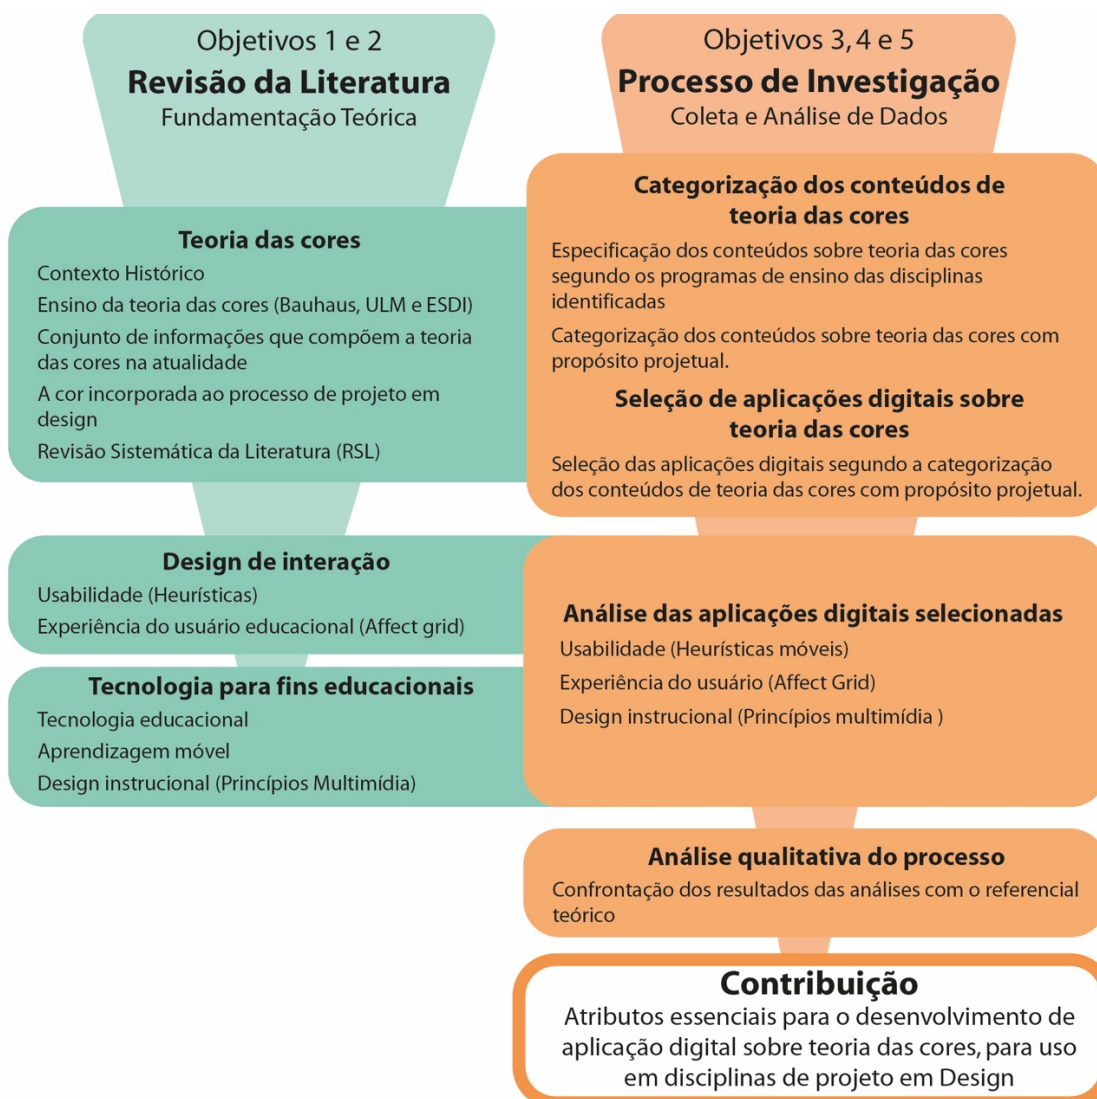 Objetivos 1 e 2
Revisão da Literatura
Fundamentação Teórica
Teoria das cores
Contexto Histórico
Ensino da teoria das cores (Bauhaus, ULM e ESDI)
Conjunto de informações que compõem a teoria
das cores na atualidade
A cor incorporada ao processo de projeto em
design
Revisão Sistemática da Literatura (RSL)
Design de interação
Usabilidade (Heurísticas)
Experiência do usuário educacional (Affect grid)
Tecnologia para fins educacionais
Tecnologia educacional
Aprendizagem móvel
Design instrucional (Princípios Multimídia)
Objetivos 3, 4 e 5
Processo de Investigação
Coleta e Análise de Dados
Categorização dos conteúdos de
teoria das cores
Especificação dos conteúdos sobre teoria das cores
segundo os programas de ensino das disciplinas
identificadas
Categorização dos conteúdos sobre teoria das cores com
propósito projetual.
Seleção de aplicações digitais sobre
teoria das cores
Seleção das aplicações digitais segundo a categorização
dos conteúdos de teoria das cores com propósito projetual.
Análise das aplicações digitais selecionadas
Usabilidade (Heurísticas móveis)
Experiência do usuário (Affect Grid)
Design instrucional (Princípios multimídia )
Análise qualitativa do processo
Confrontação dos resultados das análises com o referencial
teórico
Contribuição
Atributos essenciais para o desenvolvimento de
aplicação digital sobre teoria das cores, para uso
em disciplinas de projeto em Design